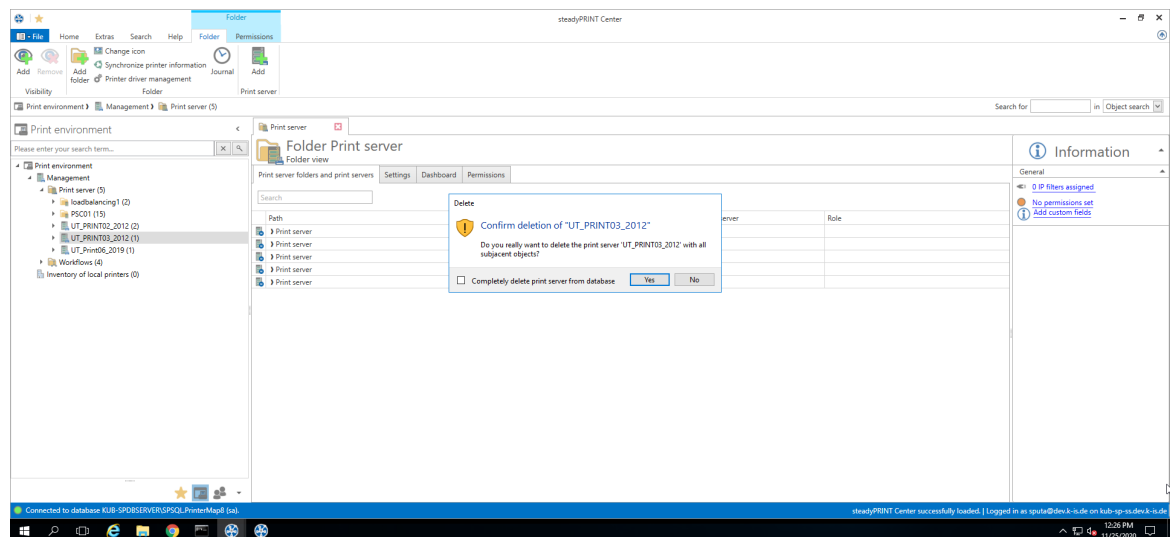 Folder
steadyPRINT Center
File Home Extras Search Help Folder Permissions
Add Remove Add folder Change icon Journal Add
Synchronize printer information
Printer driver management
Visibility Folder Print server
Print environment Management Print server (5) Search for in Object search
Print environment
Please enter your search term...
Print environment
Management
Print server (5)
loadbalancing1 (2)
PSC01 (15)
UT_PRINT02_2012 (2)
UT_PRINT03_2012 (1)
UT_Print06_2019 (1)
Workflows (4)
Inventory of local printers (0)
Print server
Folder Print server
Folder view
Print server folders and print servers Settings Dashboard Permissions
Search
Path Role
Print server
Print server
Print server
Print server
Print server
Delete
Confirm deletion of "UT_PRINT03_2012"
Do you really want to delete the print server 'UT_PRINT03_2012' with all
subjacent objects?
Completely delete print server from database Yes No
Information
General
0 IP filters assigned
No permissions set
Add custom fields
Connected to database KUB-SPDBSERVER\SPSQL.PrinterMap8 (sa). steadyPRINT Center successfully loaded. | Logged in as sputa@dev.k-is.de on kub-sp-ss.dev.k-is.de
12:26 PM
11/25/2020